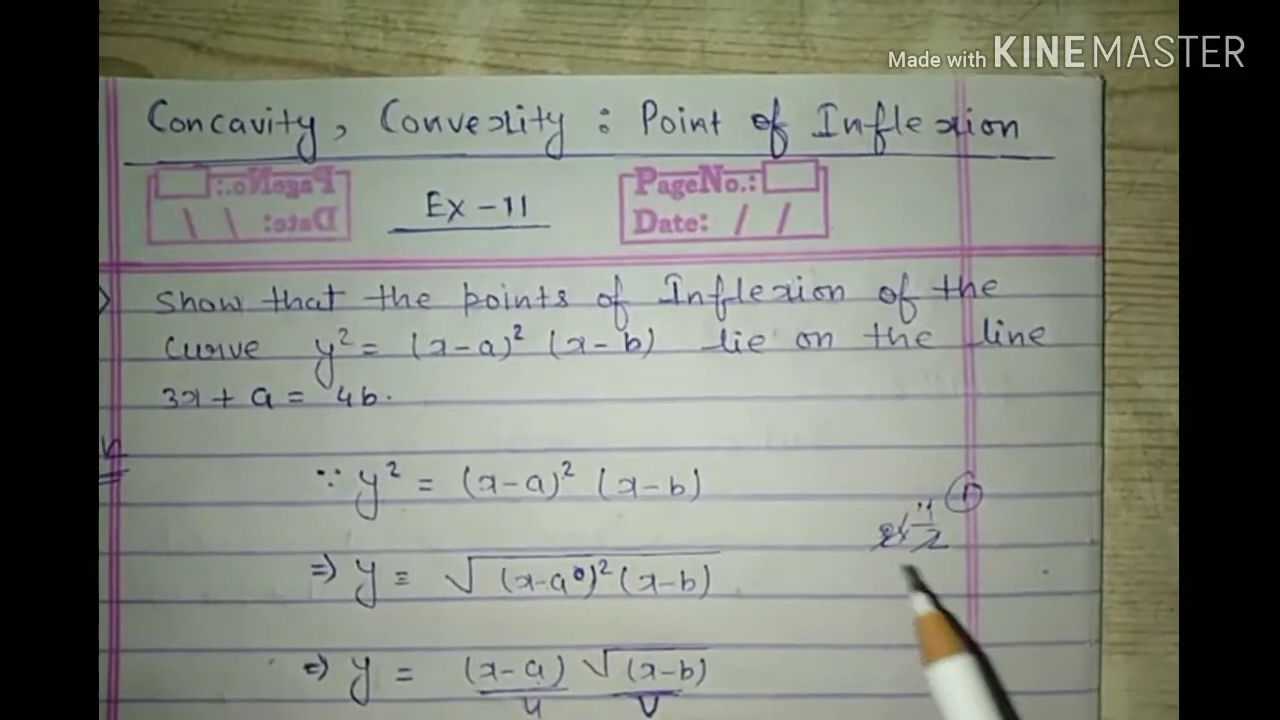 Made with KINEMASTER
Concavity, Convexity : Point of Inflexion
PageNo.:
Date: / /
Ex - 11
PageNo.:
Date: / /
Show that the points of Inflexion of the
curve y² = (x-a)² (x-b) lie on the line
3x + a = 4b.
∵ y² = (x-a)² (x-b)
⇒ y = √(x-a)² (x-b)
⇒ y = (x-a) √(x-b)
u v